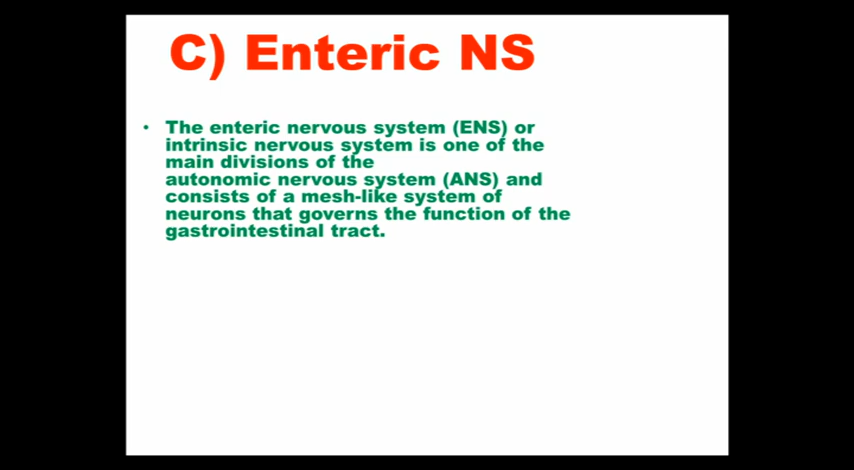 C) Enteric NS
• The enteric nervous system (ENS) or
intrinsic nervous system is one of the
main divisions of the
autonomic nervous system (ANS) and
consists of a mesh-like system of
neurons that governs the function of the
gastrointestinal tract.